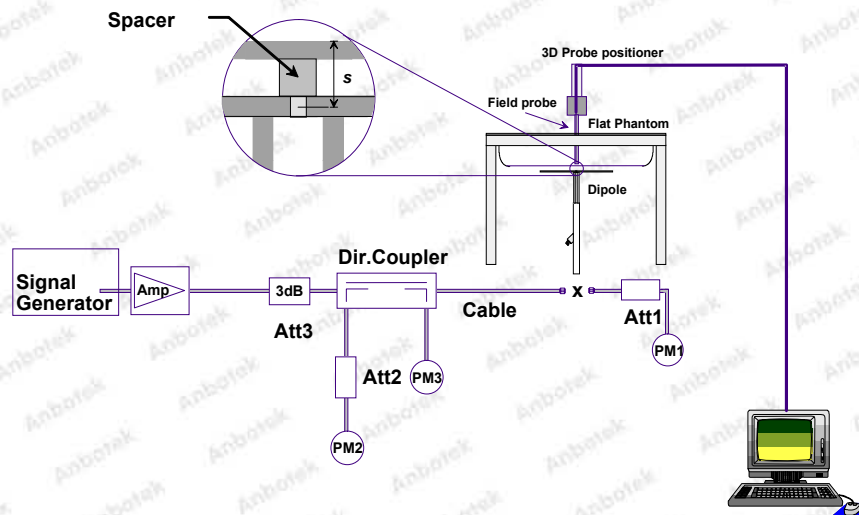 Spacer
s
3D Probe positioner
Field probe
Flat Phantom
Dipole
Signal
Generator
Amp
3dB
Att3
Dir.Coupler
Cable
x
Att1
PM1
Att2
PM3
PM2
Anbotek